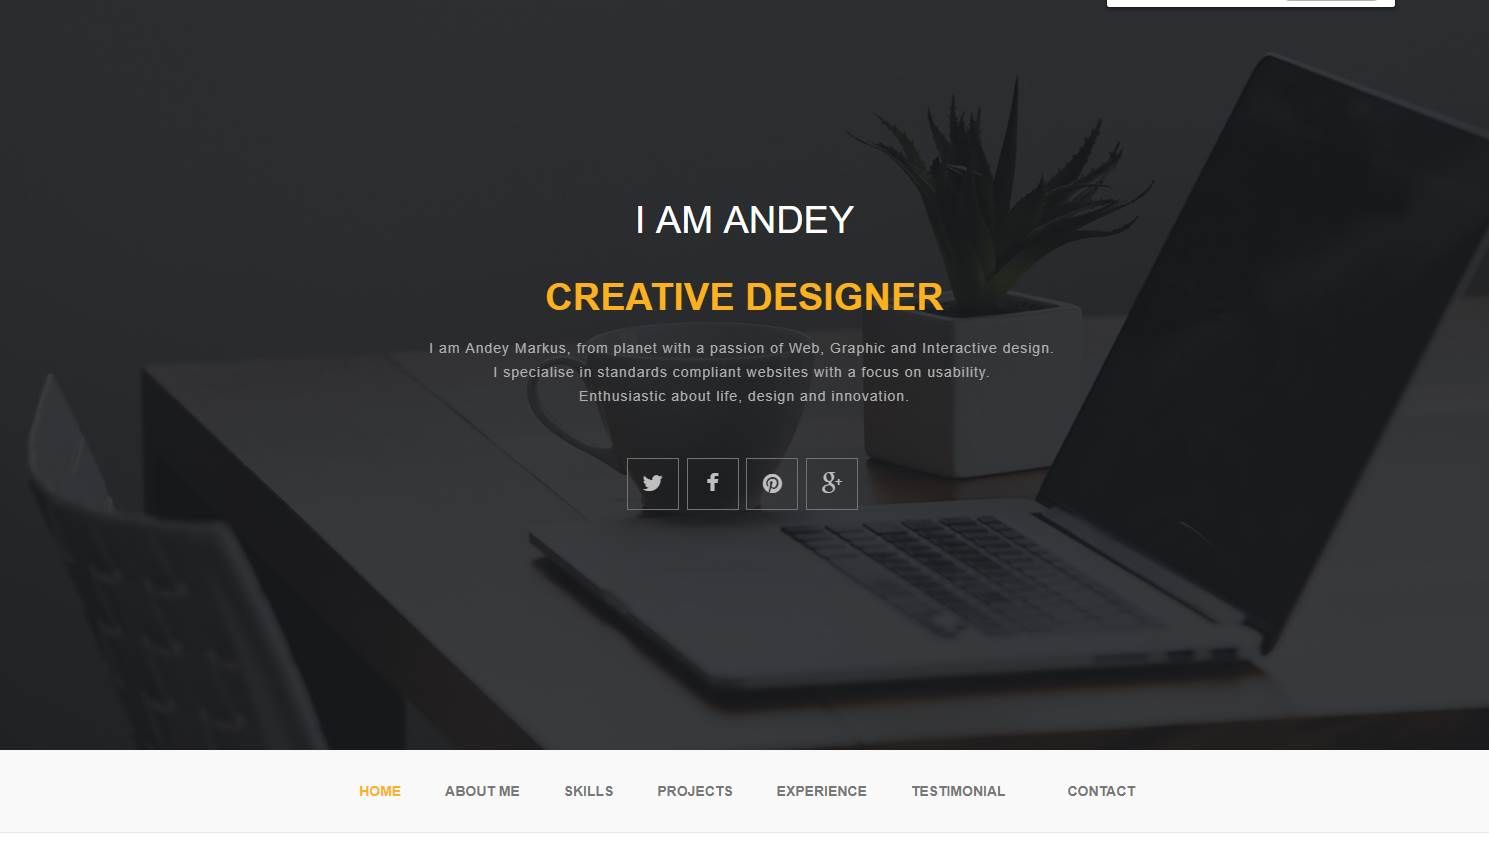 I AM ANDEY
CREATIVE DESIGNER
I am Andey Markus, from planet with a passion of Web, Graphic and Interactive design.
I specialise in standards compliant websites with a focus on usability.
Enthusiastic about life, design and innovation.
HOME ABOUT ME SKILLS PROJECTS EXPERIENCE TESTIMONIAL CONTACT